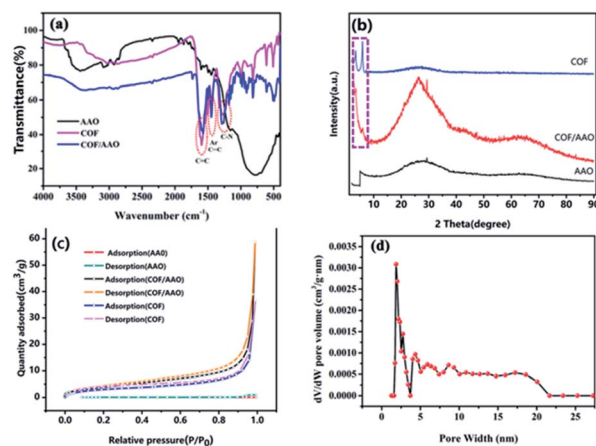 (a)
Transmittance(%)
100
80
60
40
20
AAO
COF
COF/AAO
C=C
Ar
C=C
C-N
4000 3500 3000 2500 2000 1500 1000 500
Wavenumber (cm-1)
b
Intensity(a.u.)
COF
COF/AAO
AAO
10 20 30 40 50 60 70 80 90
2 Theta(degree)
(c)
Quantity adsorbed(cm3/g)
60
50
40
30
20
10
0
Adsorption(AAO)
Desorption(AAO)
Adsorption(COF/AAO)
Desorption(COF/AAO)
Adsorption(COF)
Desorption(COF)
0.0 0.2 0.4 0.6 0.8 1.0
Relative pressure(P/P0)
(d)
dV/dW pore volume (cm3/g·nm)
0.0035
0.0030
0.0025
0.0020
0.0015
0.0010
0.0005
0.0000
0 5 10 15 20 25
Pore Width (nm)